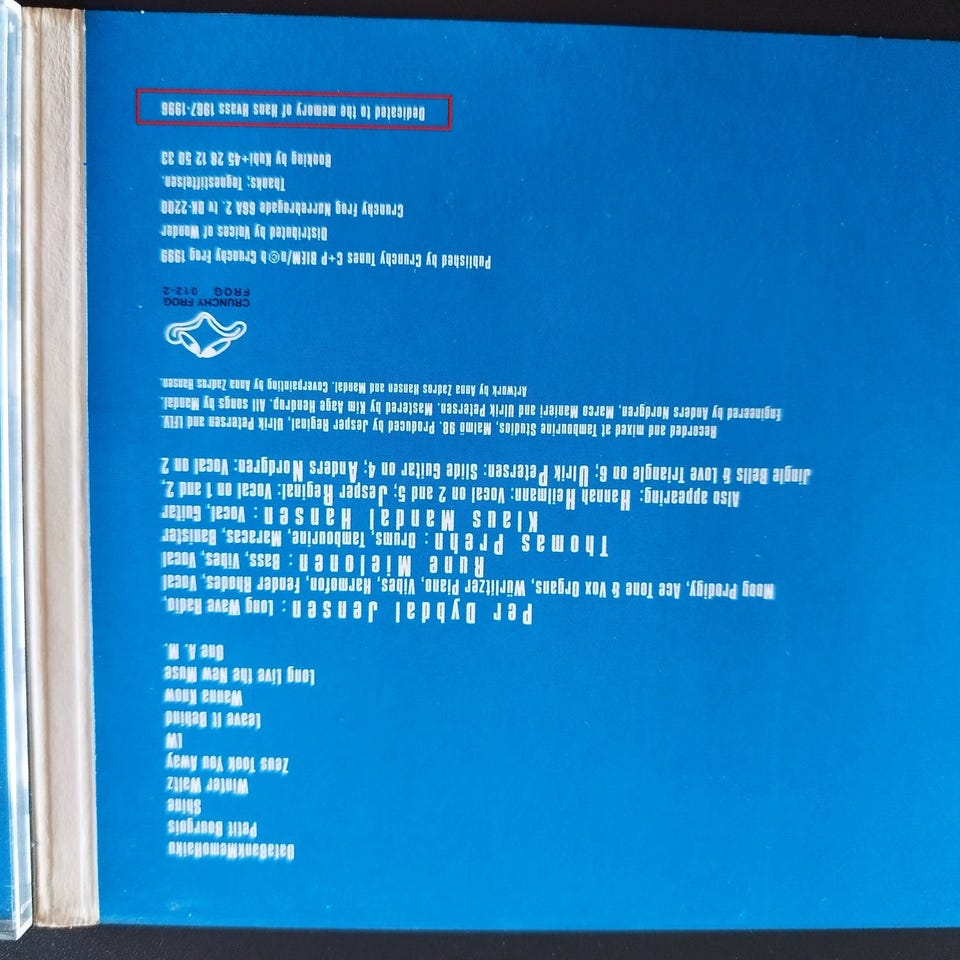 DataBankMemoHaiku
Petit Bourgois
Shine
Winter Waltz
Zeus Took You Away
LW
Leave It Behind
Wanna Know
Long Live the New Muse
One A. M.
Per Dybdal Jensen : Long Wave Radio,
Moog Prodigy, Ace Tone & Vox Organs, Würlitzer Piano, Vibes, Harmofon, Fender Rhodes, Vocal
Rune Mielonen : Bass, Vibes, Vocal
Thomas Prehn : Drums, Tambourine, Maracas, Banister
Klaus Mandal Hansen : Vocal, Guitar
Also appearing: Hannah Heilmann: Vocal on 2 and 5; Jesper Reginal: Vocal on 1 and 2,
Jingle Bells & Love Triangle on 6; Ulrik Petersen: Slide Guitar on 4; Anders Nordgren: Vocal on 2
Recorded and mixed at Tambourine Studios, Malmö 98. Produced by Jesper Reginal, Ulrik Petersen and LFLV.
Engineered by Anders Nordgren, Marco Manieri and Ulrik Petersen. Mastered by Kim Aage Hendrup. All songs by Mandal.
Artwork by Anna Zadros Hansen and Mandal. Coverpainting by Anna Zadros Hansen
CRUNCHY FROG
FROG 012-2
Published by Crunchy Tunes C+P BIEM/n©b Crunchy Frog 1999
Distributed by Voices of Wonder
Crunchy Frog Nørrebrogade 66A 2. tv DK-2200
Thanks; Tognestiftelsen.
Booking by Kubi+45 28 12 50 33
Dedicated to the memory of Hans Hvass 1967-1996